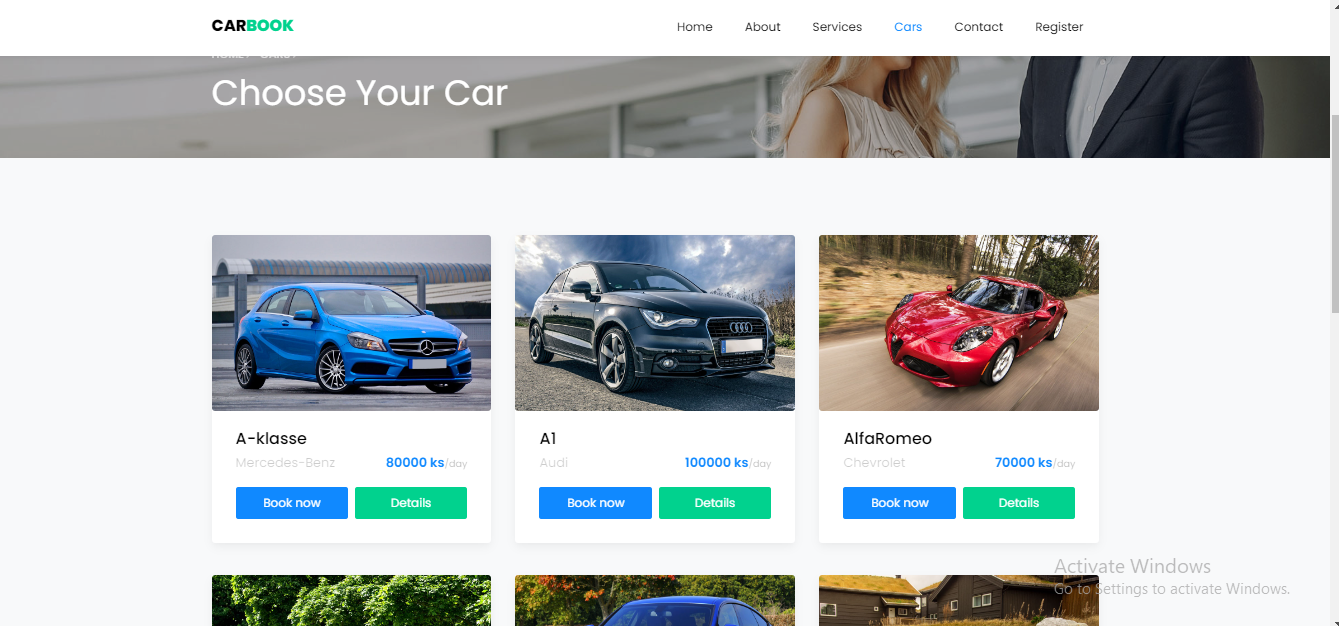 CARBOOK
Home About Services Cars Contact Register
HOME CARS
Choose Your Car
A-klasse
Mercedes-Benz 80000 ks/day
Book now Details
A1
Audi 100000 ks/day
Book now Details
AlfaRomeo
Chevrolet 70000 ks/day
Book now Details
Activate Windows
Go to Settings to activate Windows.